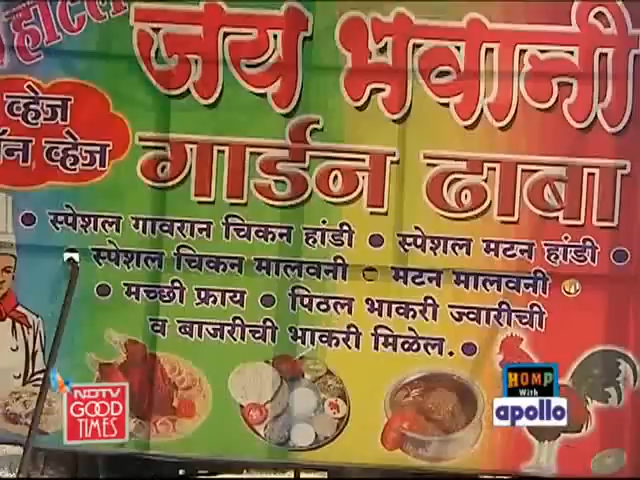 हॉटेल
जय भवानी
व्हेज
नॉन व्हेज
गार्डन ढाबा
• स्पेशल गावरान चिकन हांडी • स्पेशल मटन हांडी •
स्पेशल चिकन मालवनी • मटन मालवनी
• मच्छी फ्राय • पिठल भाकरी ज्वारीची
व बाजरीची भाकरी मिळेल. •
NDTV
GOOD
TIMES
HOMP
With
apollo